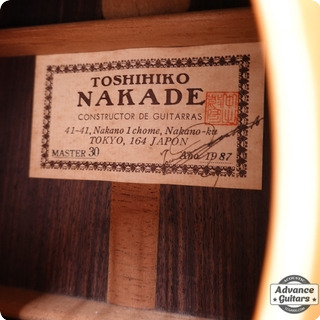 TOSHIHIKO
NAKADE
CONSTRUCTOR DE GUITARRAS
41-41, Nakano 1 chome, Nakano-ku
TOKYO, 164 JAPÓN
MASTER 30
Año 1987
Advance
Guitars